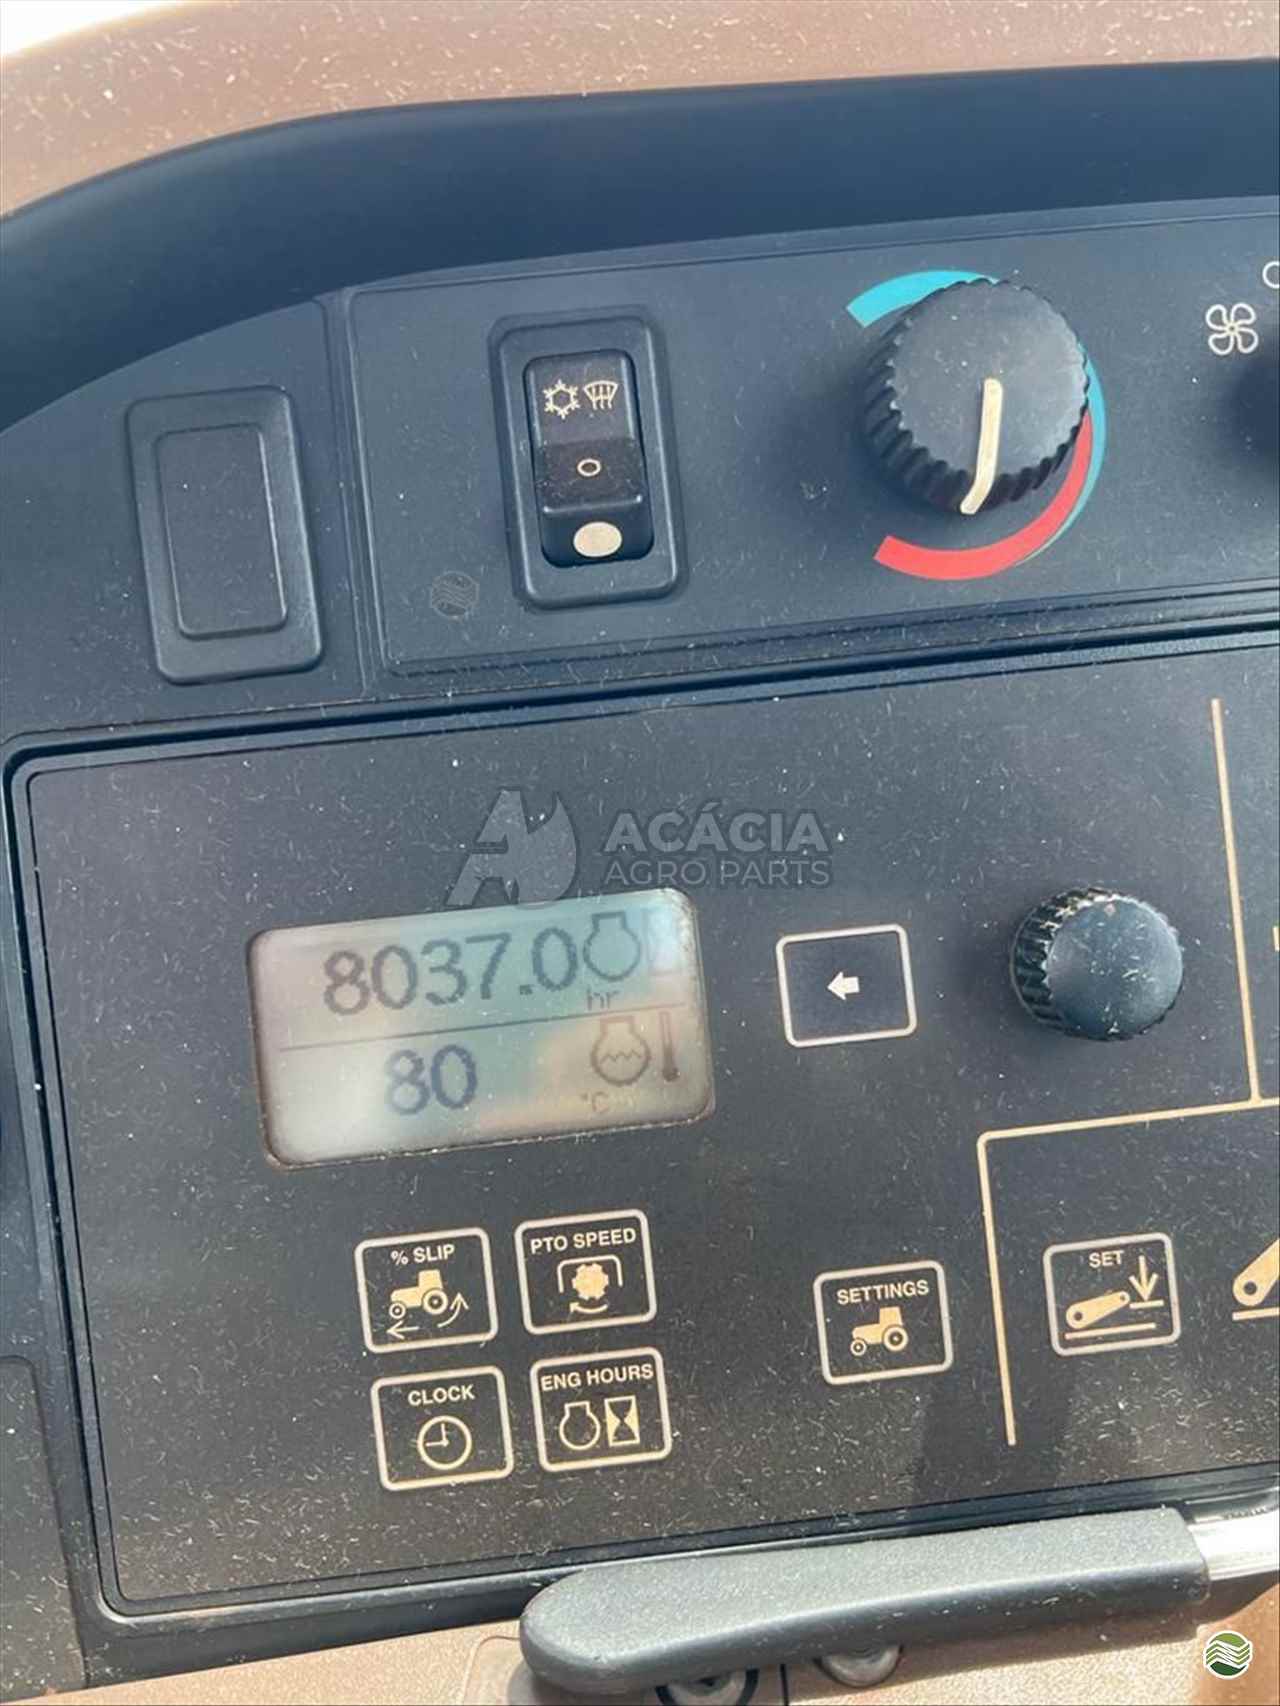 ACÁCIA
AGRO PARTS
8037.0
hr
80
°C
% SLIP
PTO SPEED
SETTINGS
SET
CLOCK
ENG HOURS